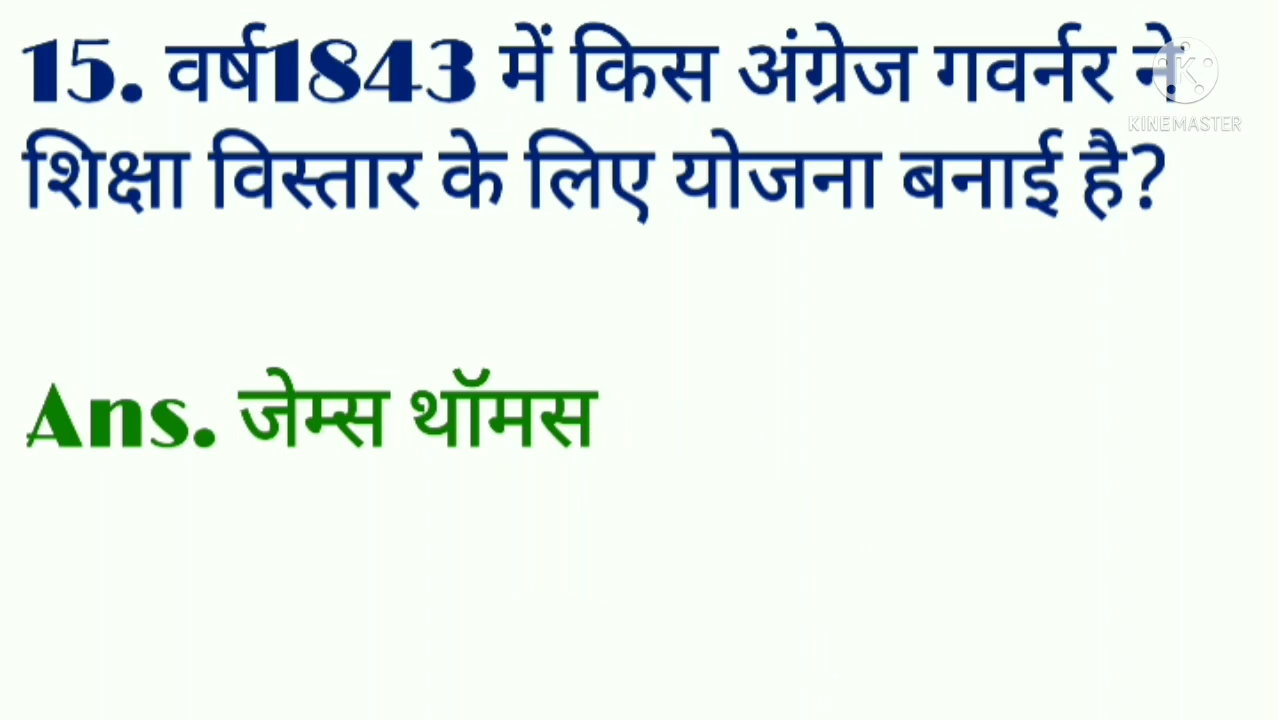 15. वर्ष1843 में किस अंग्रेज गवर्नर ने
KINEMASTER
शिक्षा विस्तार के लिए योजना बनाई है?
Ans. जेम्स थॉमस